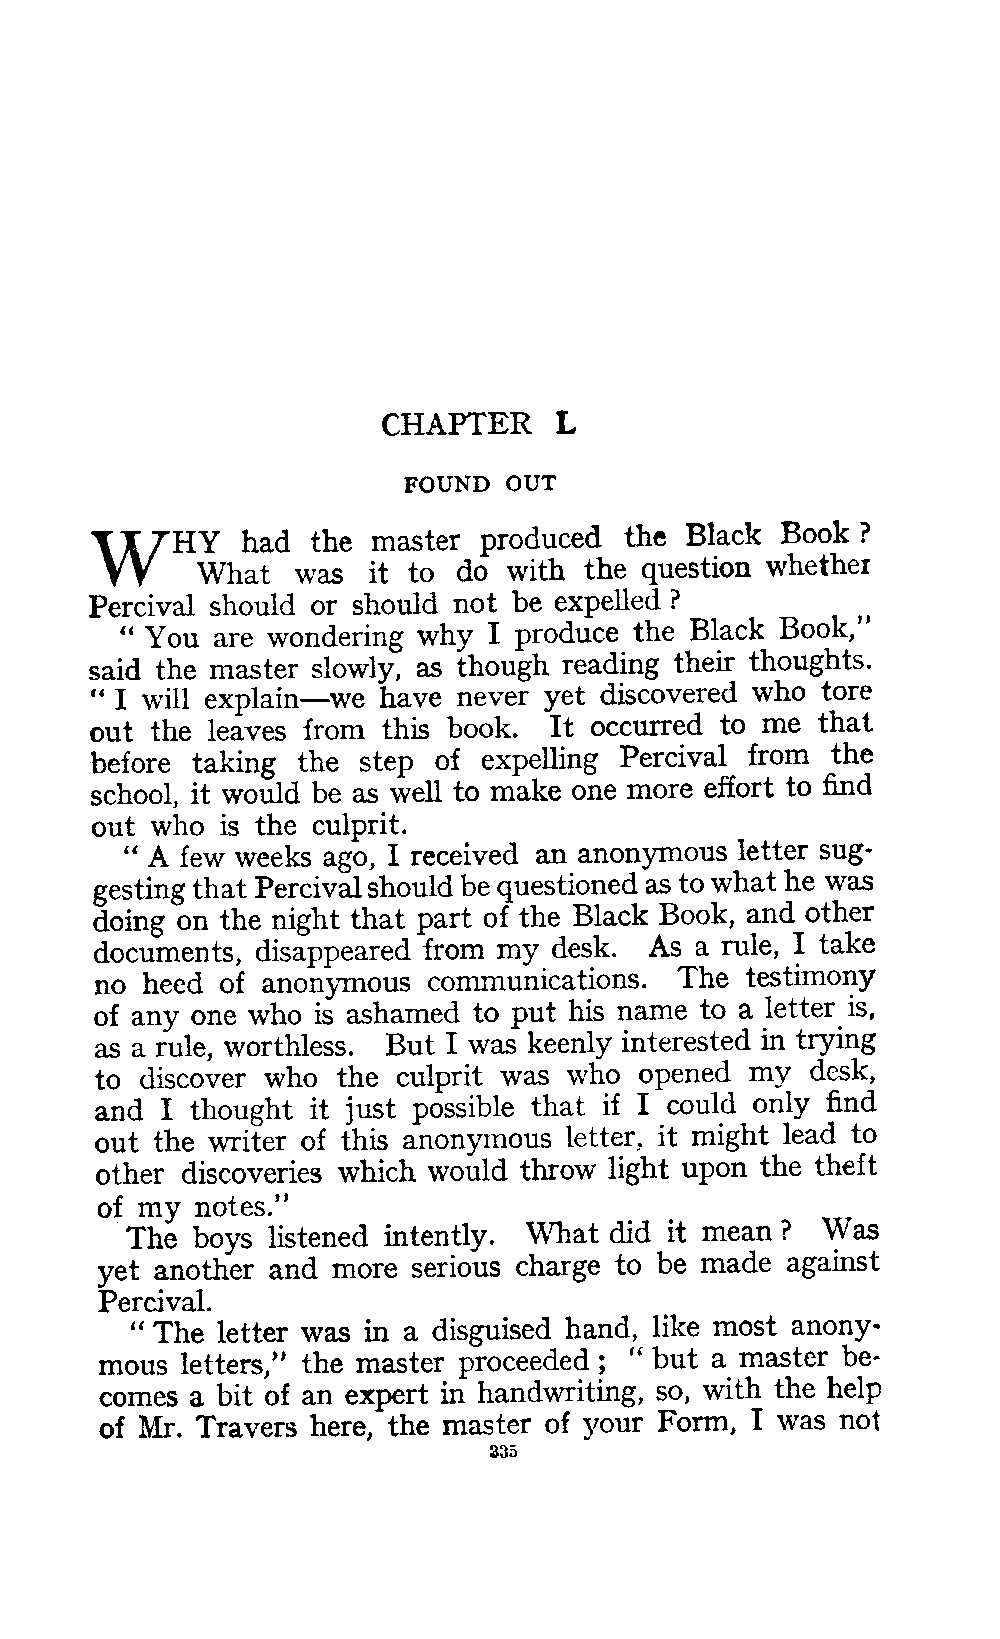 CHAPTER L
FOUND OUT
WHY had the master produced the Black Book ?
What was it to do with the question whether
Percival should or should not be expelled ?
" You are wondering why I produce the Black Book,"
said the master slowly, as though reading their thoughts.
" I will explain—we have never yet discovered who tore
out the leaves from this book. It occurred to me that
before taking the step of expelling Percival from the
school, it would be as well to make one more effort to find
out who is the culprit.
" A few weeks ago, I received an anonymous letter sug-
gesting that Percival should be questioned as to what he was
doing on the night that part of the Black Book, and other
documents, disappeared from my desk. As a rule, I take
no heed of anonymous communications. The testimony
of any one who is ashamed to put his name to a letter is,
as a rule, worthless. But I was keenly interested in trying
to discover who the culprit was who opened my desk,
and I thought it just possible that if I could only find
out the writer of this anonymous letter, it might lead to
other discoveries which would throw light upon the theft
of my notes."
The boys listened intently. What did it mean ? Was
yet another and more serious charge to be made against
Percival.
" The letter was in a disguised hand, like most anony-
mous letters," the master proceeded ; " but a master be-
comes a bit of an expert in handwriting, so, with the help
of Mr. Travers here, the master of your Form, I was not
335